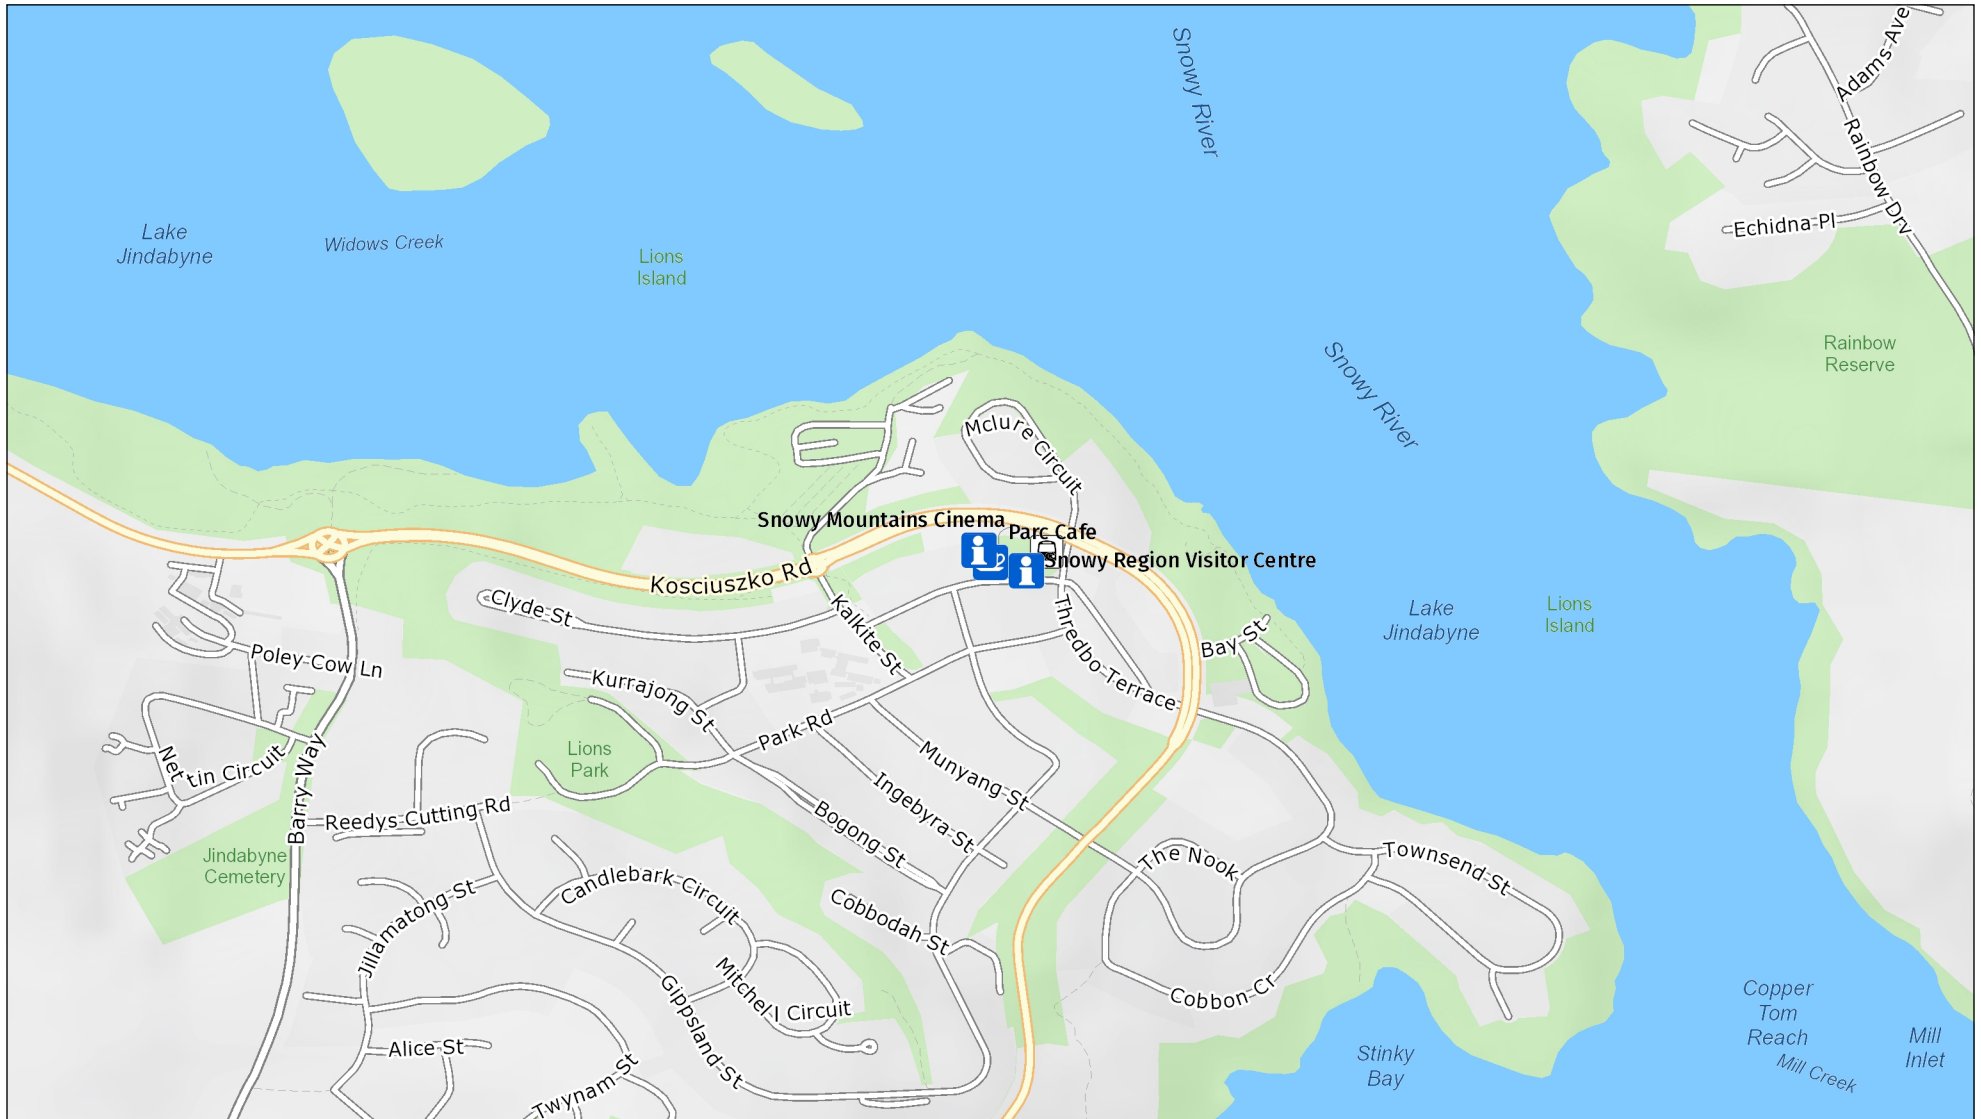 Snowy River
Adams Ave
Rainbow Drv
Echidna Pl
Lake
Jindabyne
Widows Creek
Lions
Island
Rainbow
Reserve
Snowy River
Mclure Circuit
Snowy Mountains Cinema
Parc Cafe
Snowy Region Visitor Centre
Kosciuszko Rd
Clyde St
Kalkite St
Thredbo Terrace
Bay St
Lake
Jindabyne
Lions
Island
Poley Cow Ln
Kurrajong St
Park Rd
Lions
Park
Nettin Circuit
Barry Way
Munyang St
Ingebyra St
Bogong St
Reedys Cutting Rd
Jindabyne
Cemetery
The Nook
Townsend St
Candlebark Circuit
Cobbodah St
Jillamatong St
Mitchell Circuit
Gippsland St
Cobbon Cr
Copper
Tom
Reach
Mill
Inlet
Mill Creek
Stinky
Bay
Alice St
Twynam St